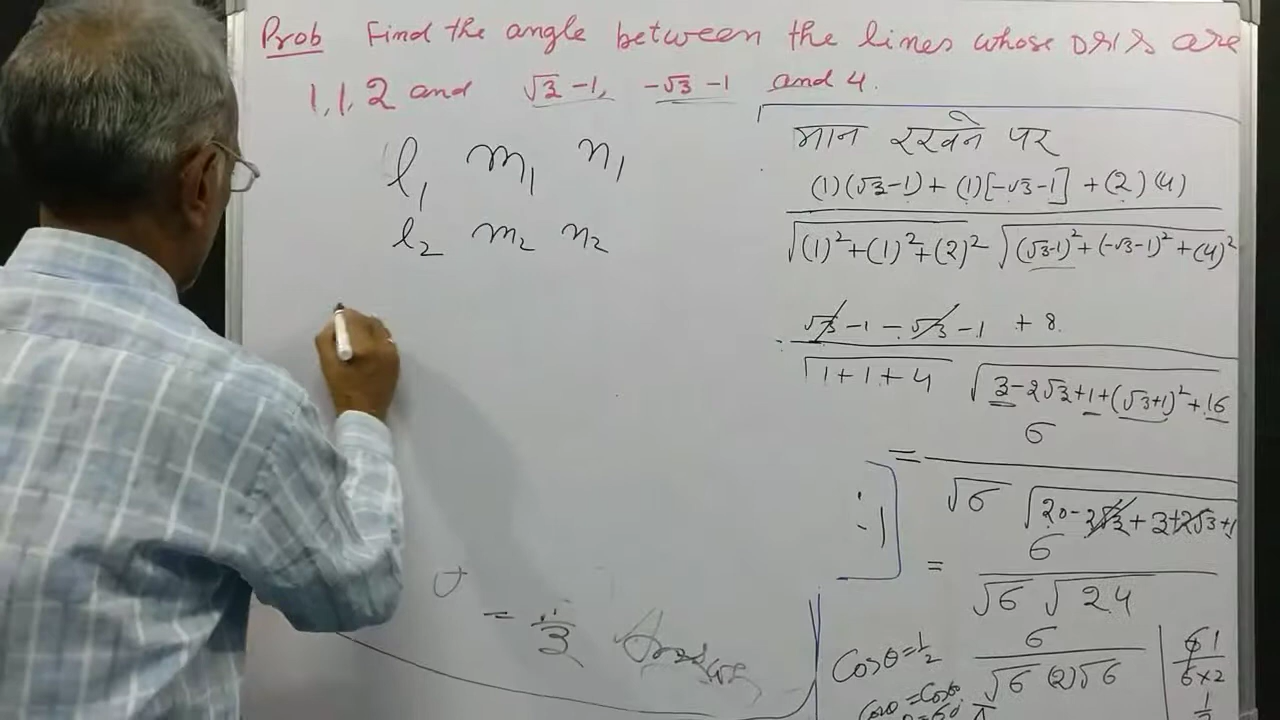 Prob Find the angle between the lines whose DR's are
1, 1, 2 and √3 -1, -√3 -1 and 4.
l₁ m₁ n₁
l₂ m₂ n₂
= π/3 Answer
मान रखने पर
(1)(√3-1) + (1)[-√3-1] + (2)(4)
√(1)²+(1)²+(2)² √(√3-1)²+(-√3-1)²+(4)²
√3 -1 - √3 -1 + 8
√1+1+4 √3-2√3+1+(√3+1)²+16
6
= √6 √20-2√3+3+2√3+1
6
= √6 √24
6
√6 (2)√6
61
6×2
1
Cosθ = 1/2